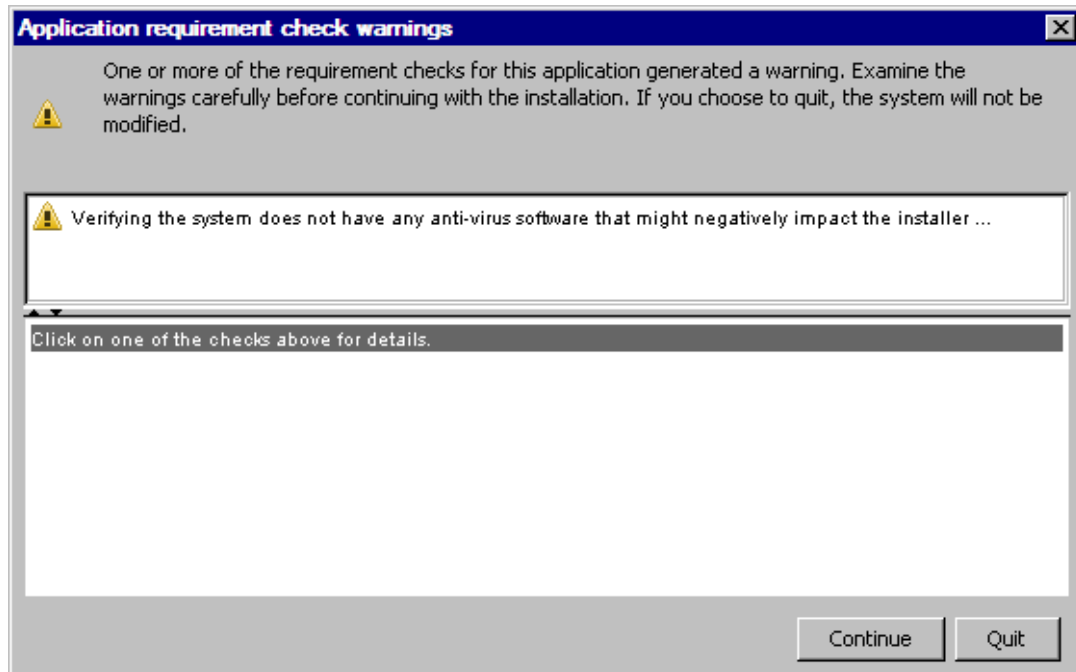 Application requirement check warnings
One or more of the requirement checks for this application generated a warning. Examine the
warnings carefully before continuing with the installation. If you choose to quit, the system will not be
modified.
Verifying the system does not have any anti-virus software that might negatively impact the installer ...
Click on one of the checks above for details.
Continue
Quit